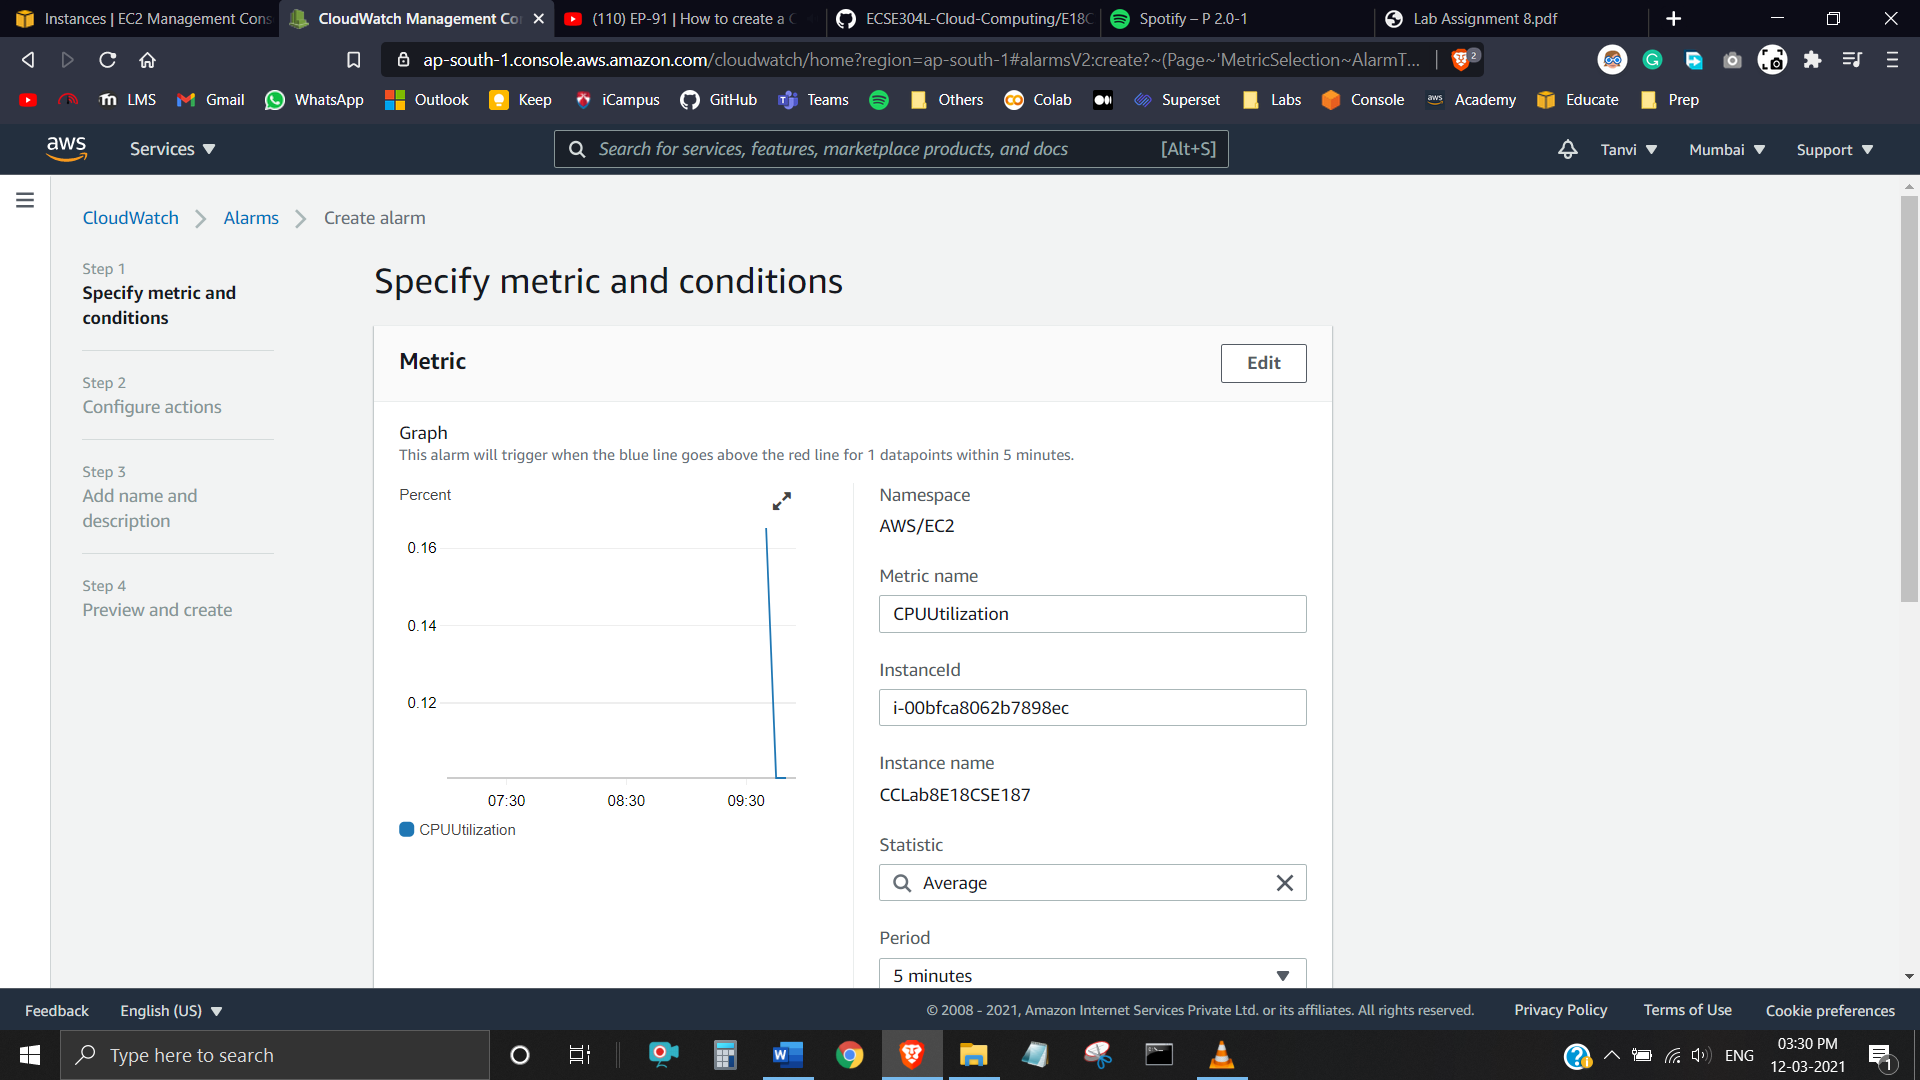 Instances | EC2 Management Cons
CloudWatch Management Co
(110) EP-91 | How to create a C
ECSE304L-Cloud-Computing/E18C
Spotify – P 2.0-1
Lab Assignment 8.pdf
ap-south-1.console.aws.amazon.com/cloudwatch/home?region=ap-south-1#alarmsV2:create?~(Page~'MetricSelection~AlarmT...
2
LMS
Gmail
WhatsApp
Outlook
Keep
iCampus
GitHub
Teams
Others
Colab
Superset
Labs
Console
aws
Academy
Educate
Prep
aws
Services
Search for services, features, marketplace products, and docs
[Alt+S]
Tanvi
Mumbai
Support
CloudWatch
Alarms
Create alarm
Step 1
Specify metric and
conditions
Step 2
Configure actions
Step 3
Add name and
description
Step 4
Preview and create
Specify metric and conditions
Metric
Edit
Graph
This alarm will trigger when the blue line goes above the red line for 1 datapoints within 5 minutes.
Percent
0.16
0.14
0.12
07:30
08:30
09:30
CPUUtilization
Namespace
AWS/EC2
Metric name
CPUUtilization
InstanceId
i-00bfca8062b7898ec
Instance name
CCLab8E18CSE187
Statistic
Average
Period
5 minutes
Feedback
English (US)
© 2008 - 2021, Amazon Internet Services Private Ltd. or its affiliates. All rights reserved.
Privacy Policy
Terms of Use
Cookie preferences
Type here to search
ENG
03:30 PM
12-03-2021
1